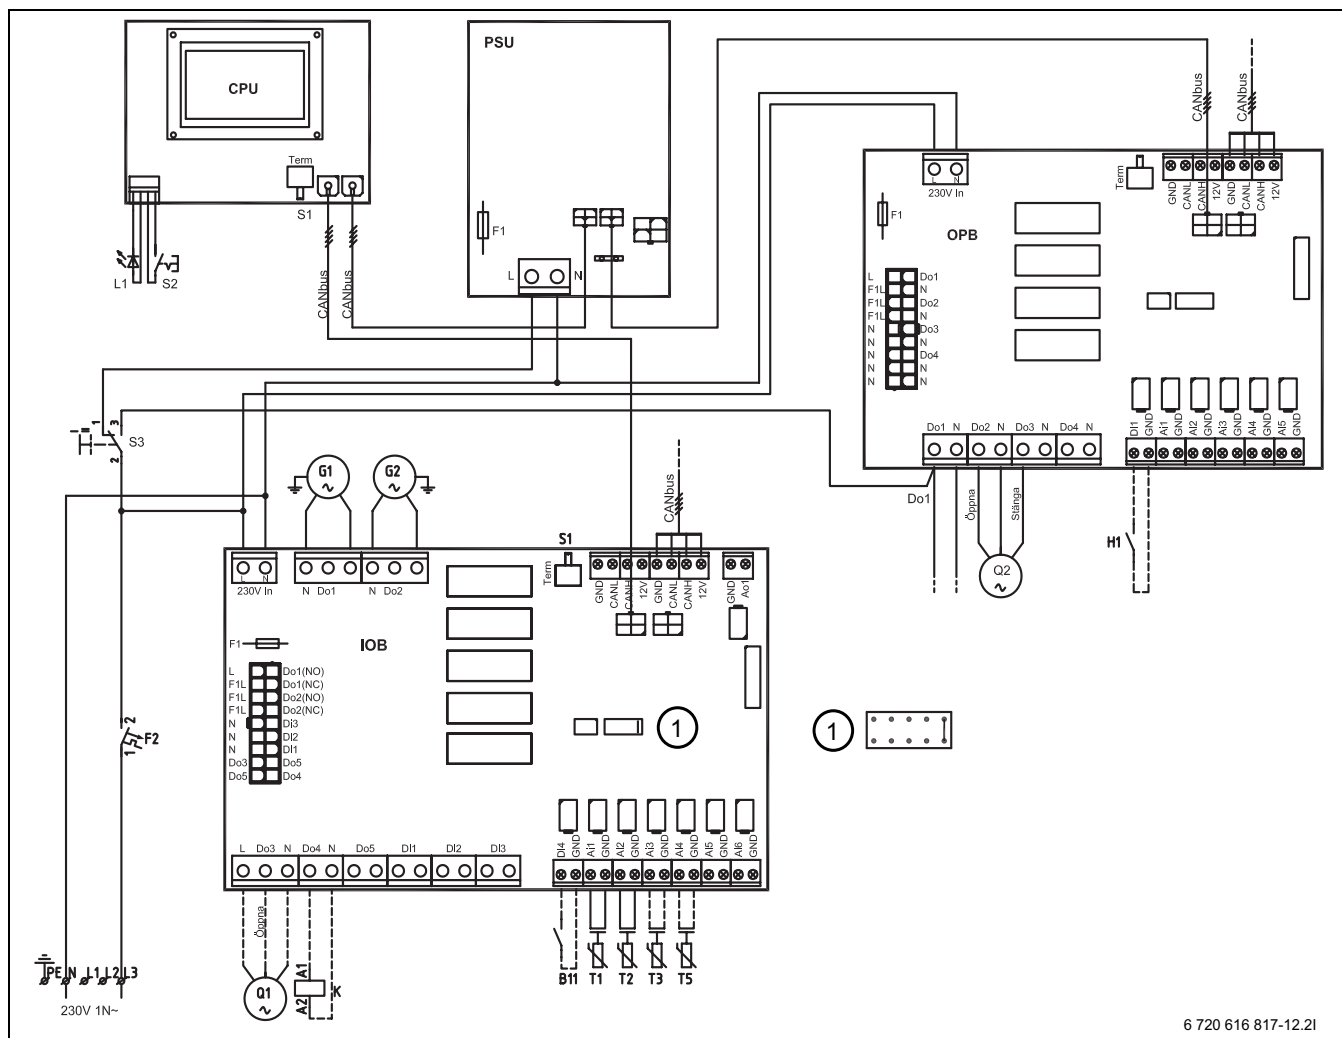 CPU
Term
S1
L1
S2
CANbus
CANbus
PSU
F1
L
N
CANbus
CANbus
L
N
230V In
F1
OPB
Term
GND
CANL
CANH
12V
GND
CANL
CANH
12V
L Do1
F1L N
F1L Do2
F1L N
N Do3
N N
N Do4
N N
N N
Do1 N Do2 N Do3 N Do4 N
DI1
GND
Ai1
GND
AI2
GND
Ai3
GND
AI4
GND
AI5
GND
Do1
Öppna
Stänga
Q2
H1
1
3
2
S3
G1
G2
CANbus
L
N
230V In
N Do1
N Do2
S1
Term
GND
CANL
CANH
12V
GND
CANL
CANH
12V
GND
Ao1
F1
IOB
L Do1(NO)
F1L Do1(NC)
F1L Do2(NO)
F1L Do2(NC)
N Di3
N DI2
N DI1
Do3 Do5
Do5 Do4
1
1
2
F2
1
L Do3 N Do4 N Do5 DI1 DI2 DI3
DI4
GND
Ai1
GND
AI2
GND
Ai3
GND
AI4
GND
AI5
GND
AI6
GND
Öppna
Q1
A1
A2
K
B11 T1 T2 T3 T5
PE N L1 L2 L3
230V 1N~
6 720 616 817-12.2I